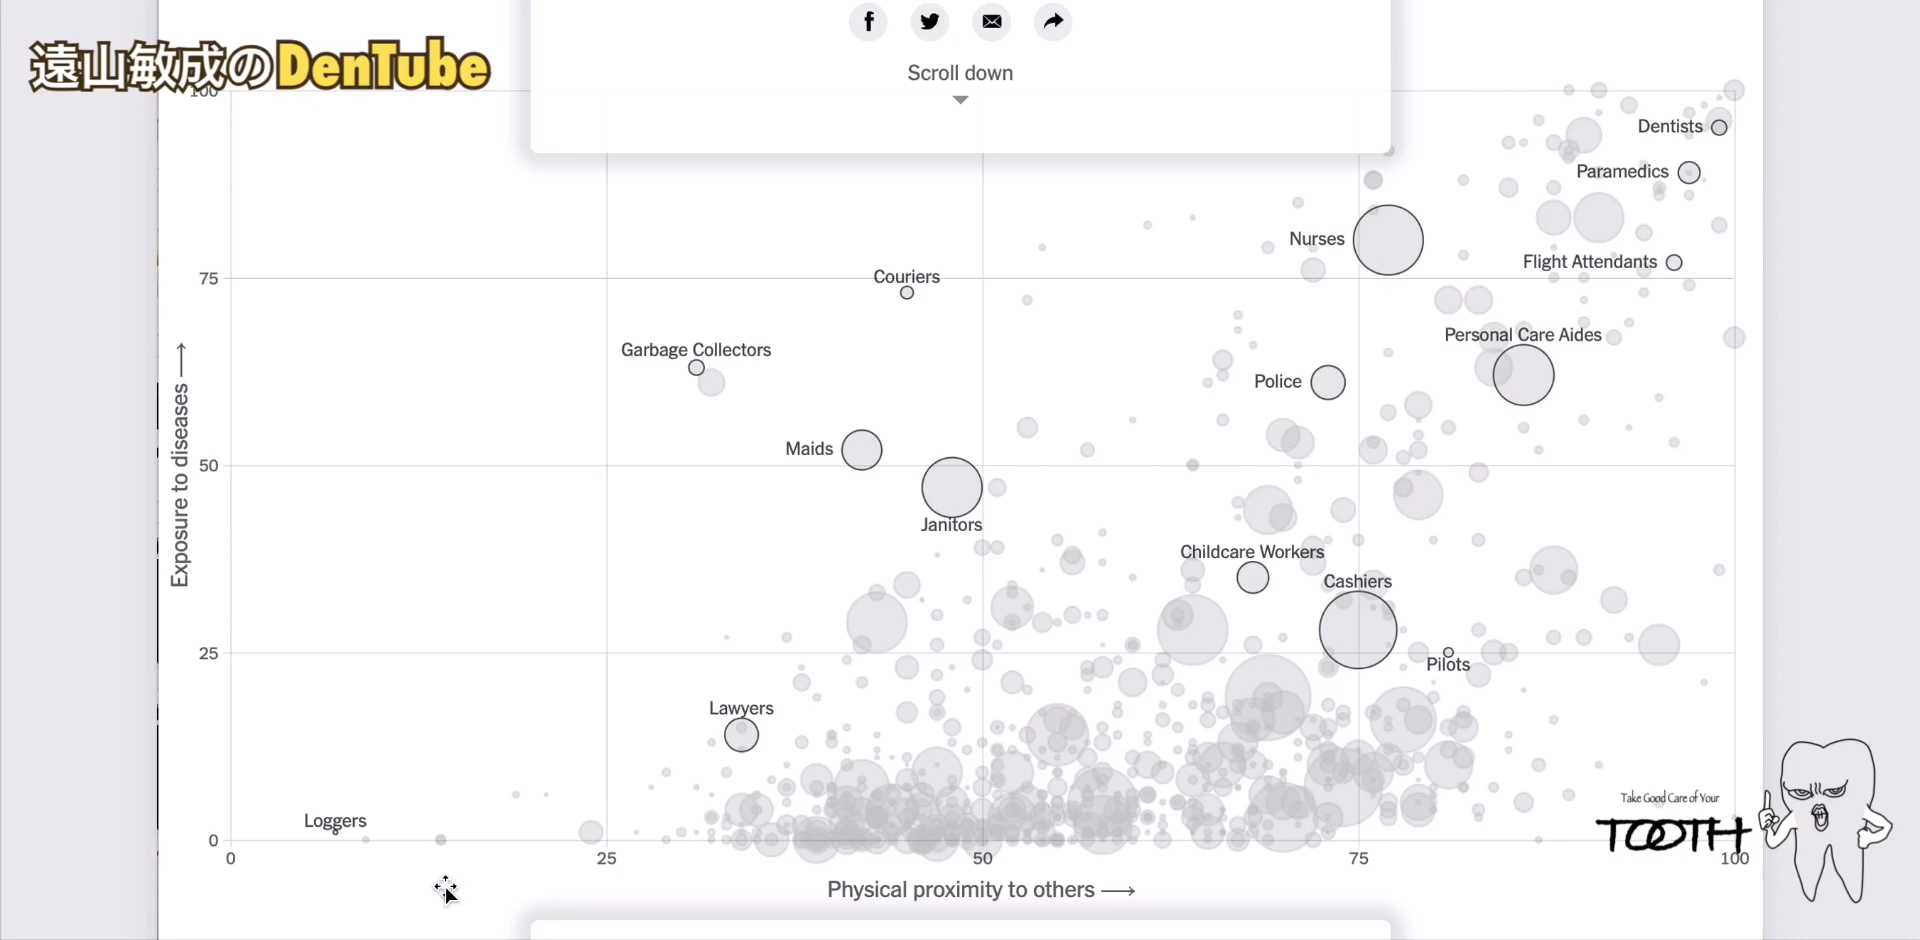 遠山敏成のDenTube
Scroll down
100
Dentists
Paramedics
Nurses
Flight Attendants
75
Couriers
Personal Care Aides
Garbage Collectors
Police
Maids
50
Janitors
Exposure to diseases
Childcare Workers
Cashiers
25
Pilots
Lawyers
Loggers
Take Good Care of Your
TOOTH
0
0
25
50
75
100
Physical proximity to others